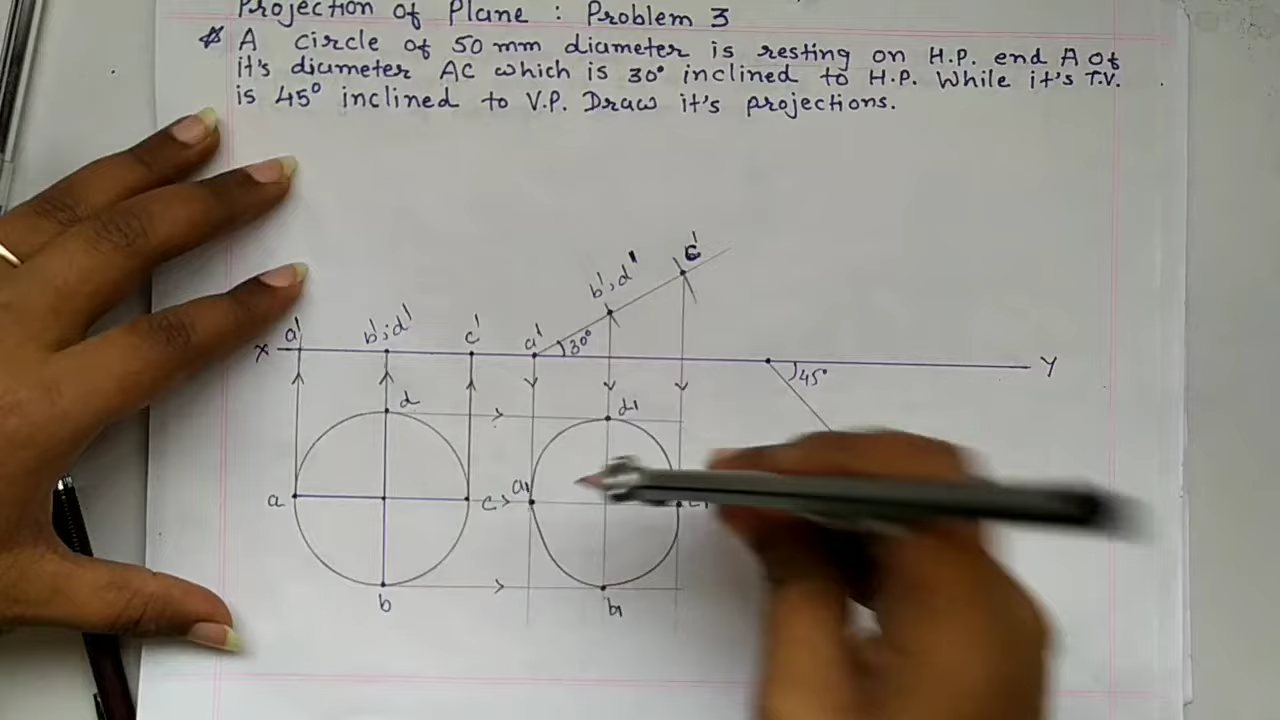 Projection of Plane : Problem 3
A circle of 50 mm diameter is resting on H.P. end A of
it's diameter AC which is 30° inclined to H.P. While it's T.V.
is 45° inclined to V.P. Draw it's projections.
c'
b', d'
x a' b', d' c' a' 30° 45° y
d d1
a c a1
b b1